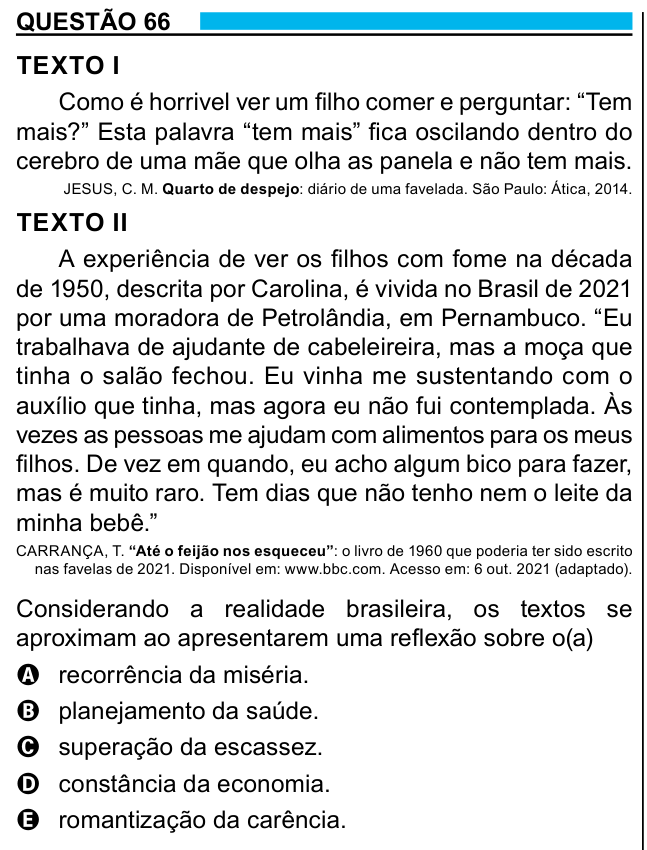 QUESTÃO 66
TEXTO I
Como é horrivel ver um filho comer e perguntar: “Tem
mais?” Esta palavra “tem mais” fica oscilando dentro do
cerebro de uma mãe que olha as panela e não tem mais.
JESUS, C. M. Quarto de despejo: diário de uma favelada. São Paulo: Ática, 2014.
TEXTO II
A experiência de ver os filhos com fome na década
de 1950, descrita por Carolina, é vivida no Brasil de 2021
por uma moradora de Petrolândia, em Pernambuco. “Eu
trabalhava de ajudante de cabeleireira, mas a moça que
tinha o salão fechou. Eu vinha me sustentando com o
auxílio que tinha, mas agora eu não fui contemplada. Às
vezes as pessoas me ajudam com alimentos para os meus
filhos. De vez em quando, eu acho algum bico para fazer,
mas é muito raro. Tem dias que não tenho nem o leite da
minha bebê.”
CARRANÇA, T. “Até o feijão nos esqueceu”: o livro de 1960 que poderia ter sido escrito
nas favelas de 2021. Disponível em: www.bbc.com. Acesso em: 6 out. 2021 (adaptado).
Considerando a realidade brasileira, os textos se
aproximam ao apresentarem uma reflexão sobre o(a)
A recorrência da miséria.
B planejamento da saúde.
C superação da escassez.
D constância da economia.
E romantização da carência.